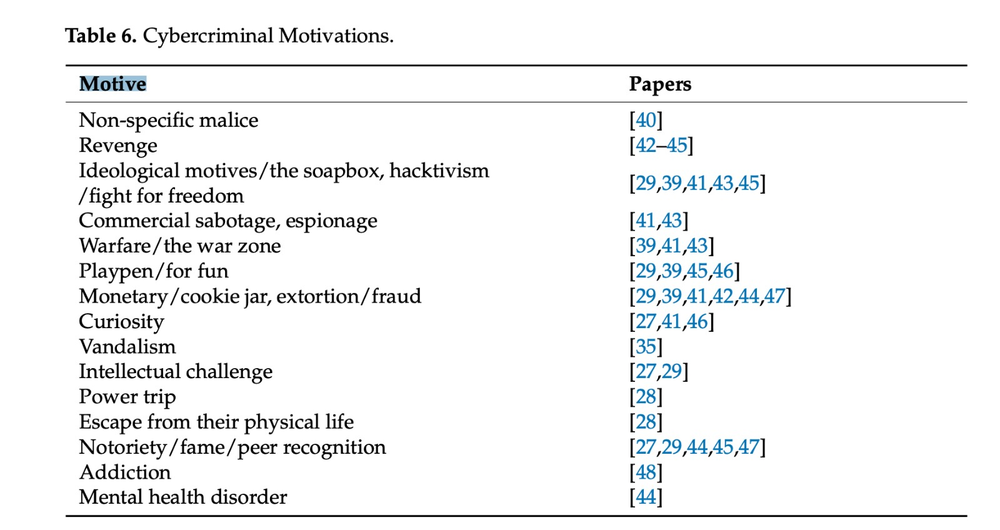 Table 6. Cybercriminal Motivations.
Motive Papers
Non-specific malice [40]
Revenge [42–45]
Ideological motives/the soapbox, hacktivism
/fight for freedom [29,39,41,43,45]
Commercial sabotage, espionage [41,43]
Warfare/the war zone [39,41,43]
Playpen/for fun [29,39,45,46]
Monetary/cookie jar, extortion/fraud [29,39,41,42,44,47]
Curiosity [27,41,46]
Vandalism [35]
Intellectual challenge [27,29]
Power trip [28]
Escape from their physical life [28]
Notoriety/fame/peer recognition [27,29,44,45,47]
Addiction [48]
Mental health disorder [44]